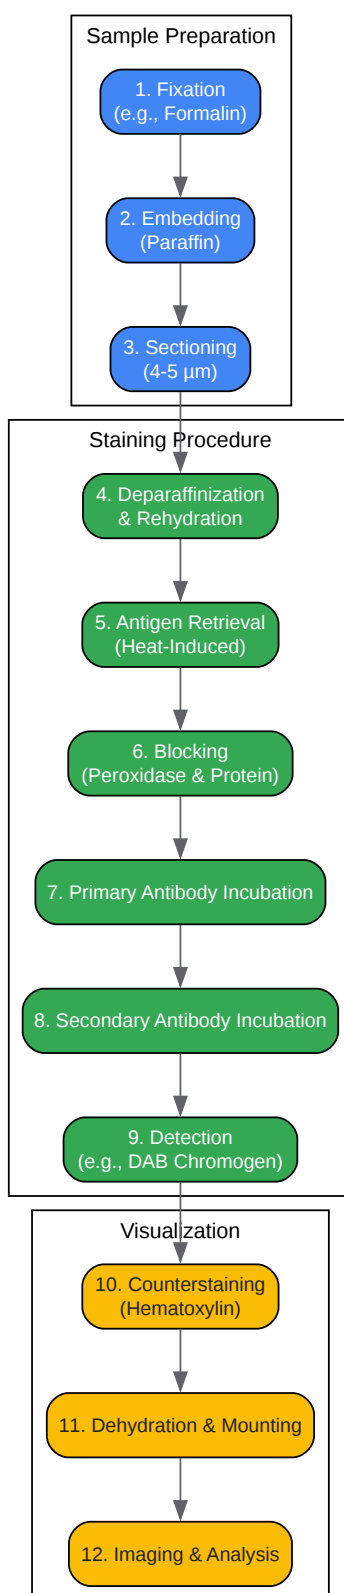 Sample Preparation
1. Fixation
(e.g., Formalin)
2. Embedding
(Paraffin)
3. Sectioning
(4-5 µm)
Staining Procedure
4. Deparaffinization
& Rehydration
5. Antigen Retrieval
(Heat-Induced)
6. Blocking
(Peroxidase & Protein)
7. Primary Antibody Incubation
8. Secondary Antibody Incubation
9. Detection
(e.g., DAB Chromogen)
Visualization
10. Counterstaining
(Hematoxylin)
11. Dehydration & Mounting
12. Imaging & Analysis